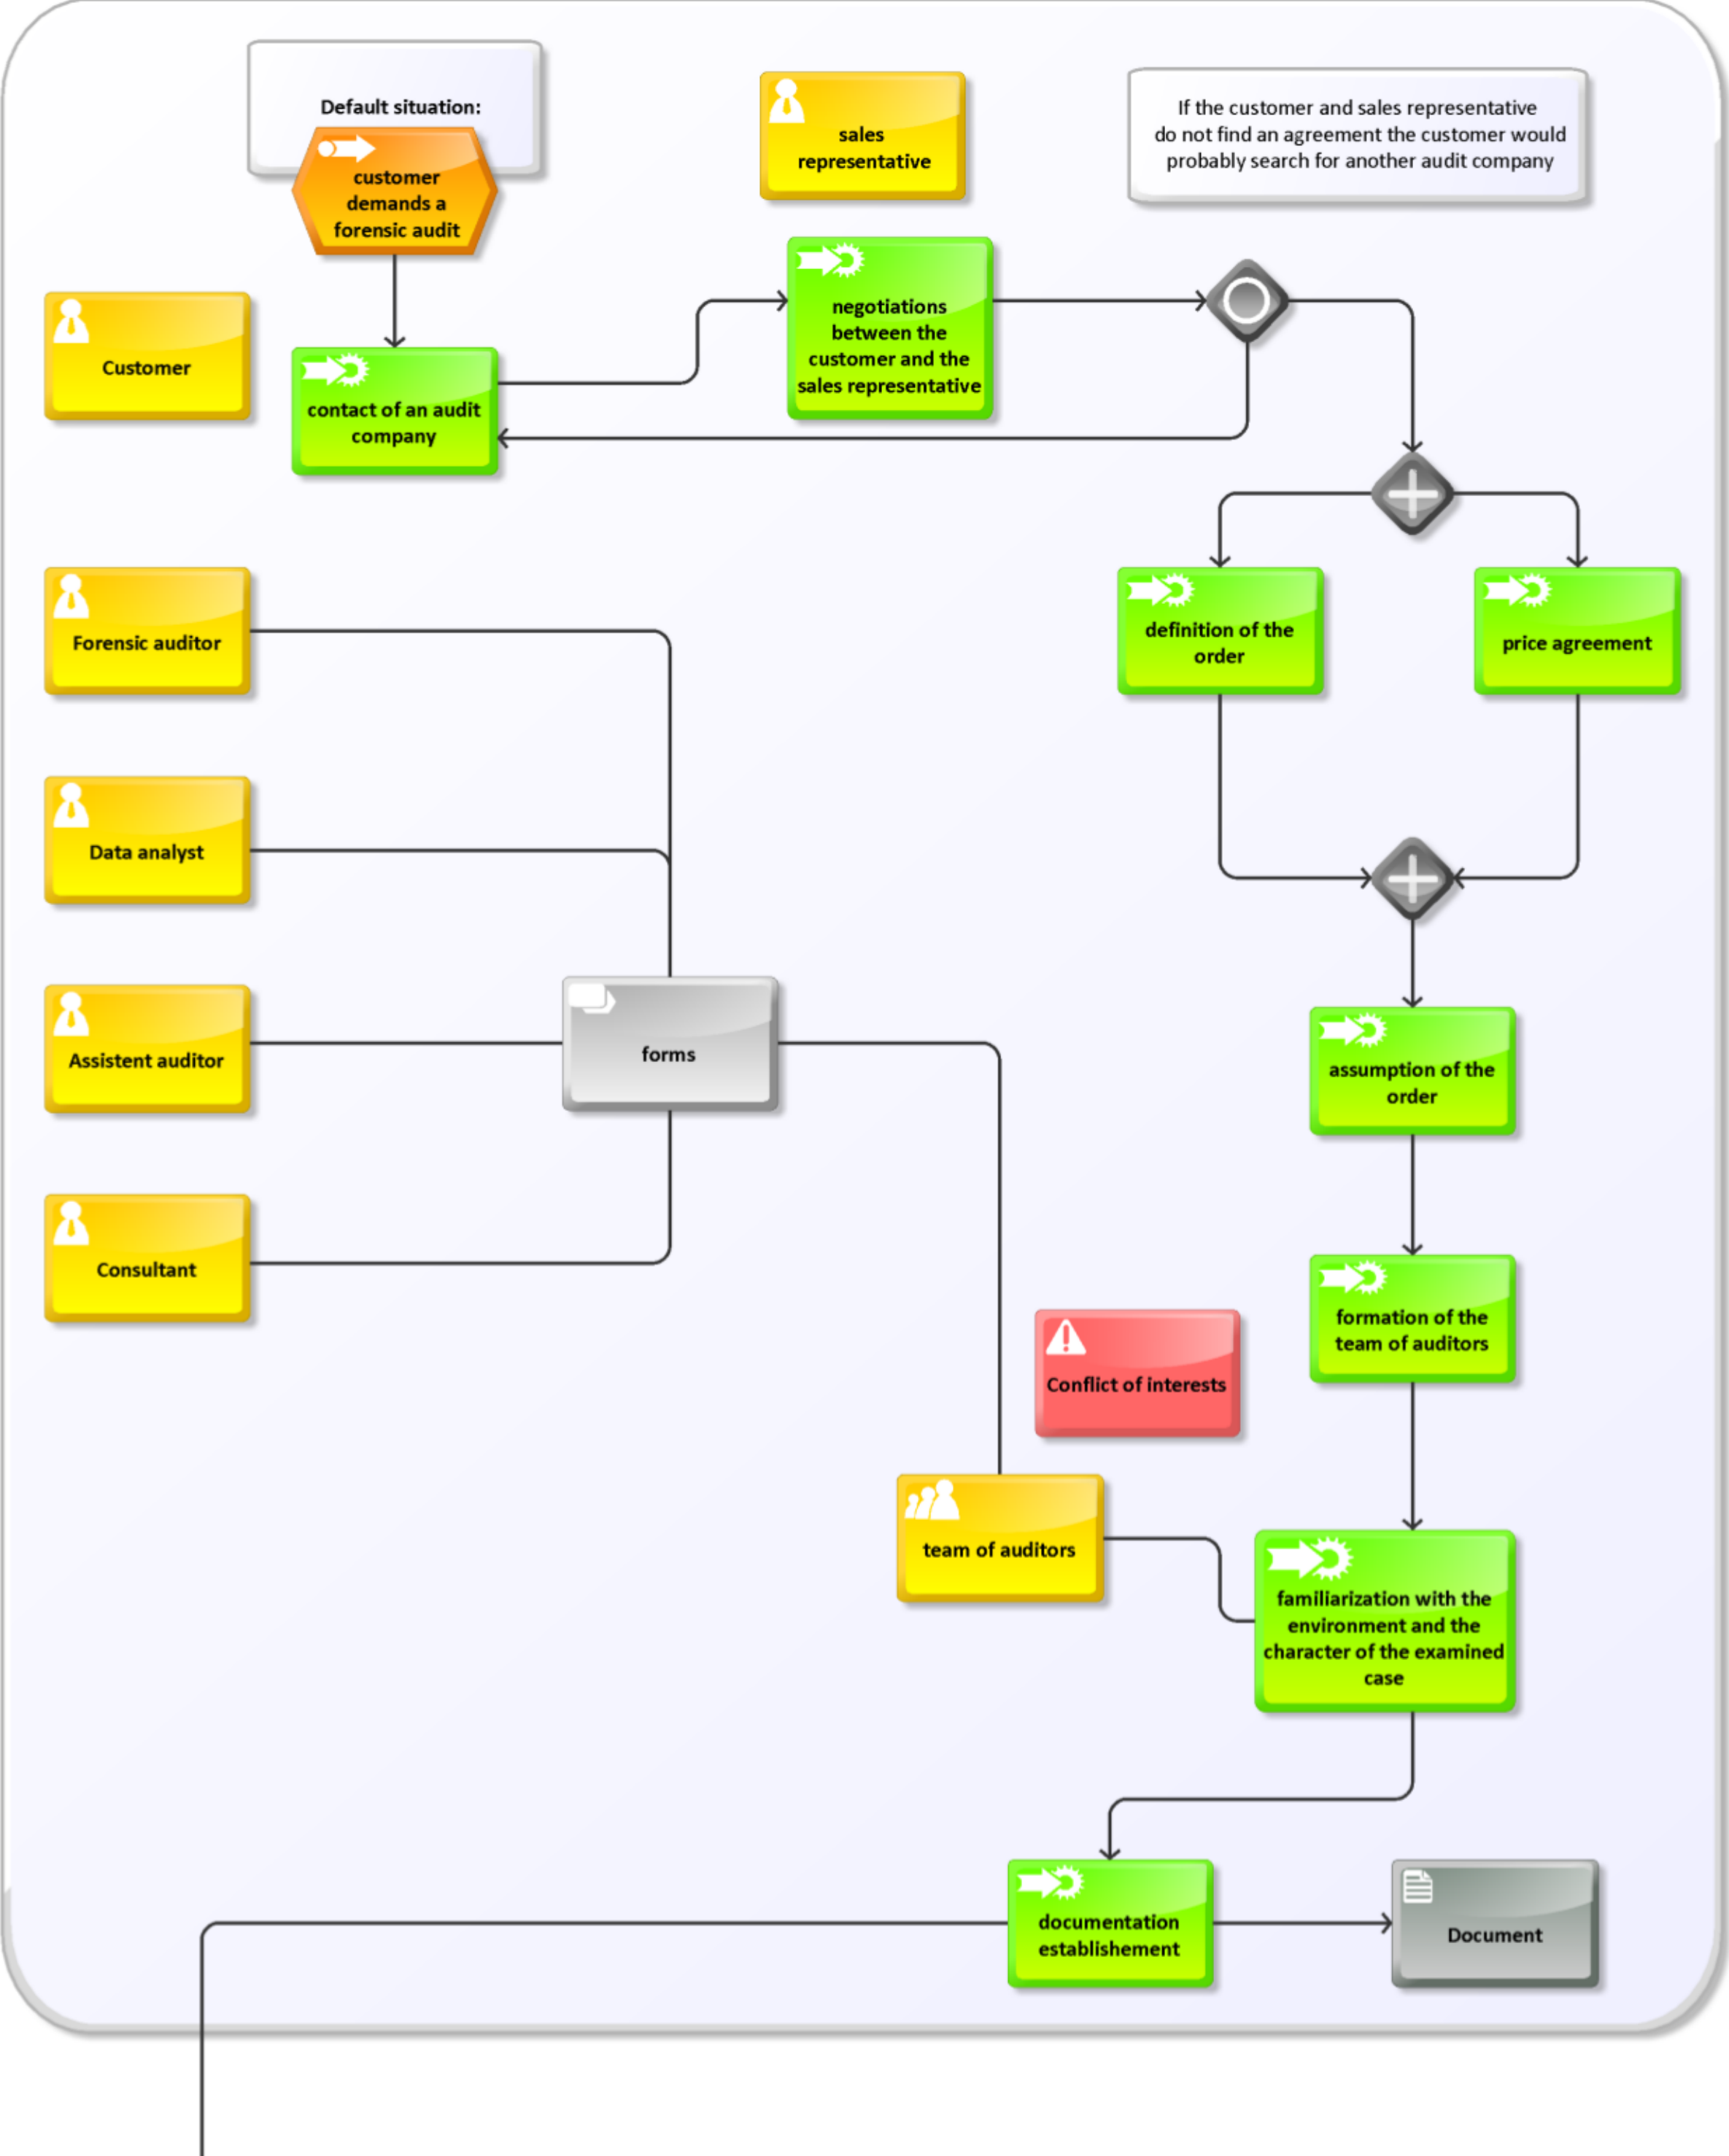 Default situation:
customer
demands a
forensic audit
sales
representative
If the customer and sales representative
do not find an agreement the customer would
probably search for another audit company
Customer
contact of an audit
company
negotiations
between the
customer and the
sales representative
Forensic auditor
definition of the
order
price agreement
Data analyst
Assistent auditor
forms
assumption of the
order
Consultant
formation of the
team of auditors
Conflict of interests
team of auditors
familiarization with the
environment and the
character of the examined
case
documentation
establishement
Document